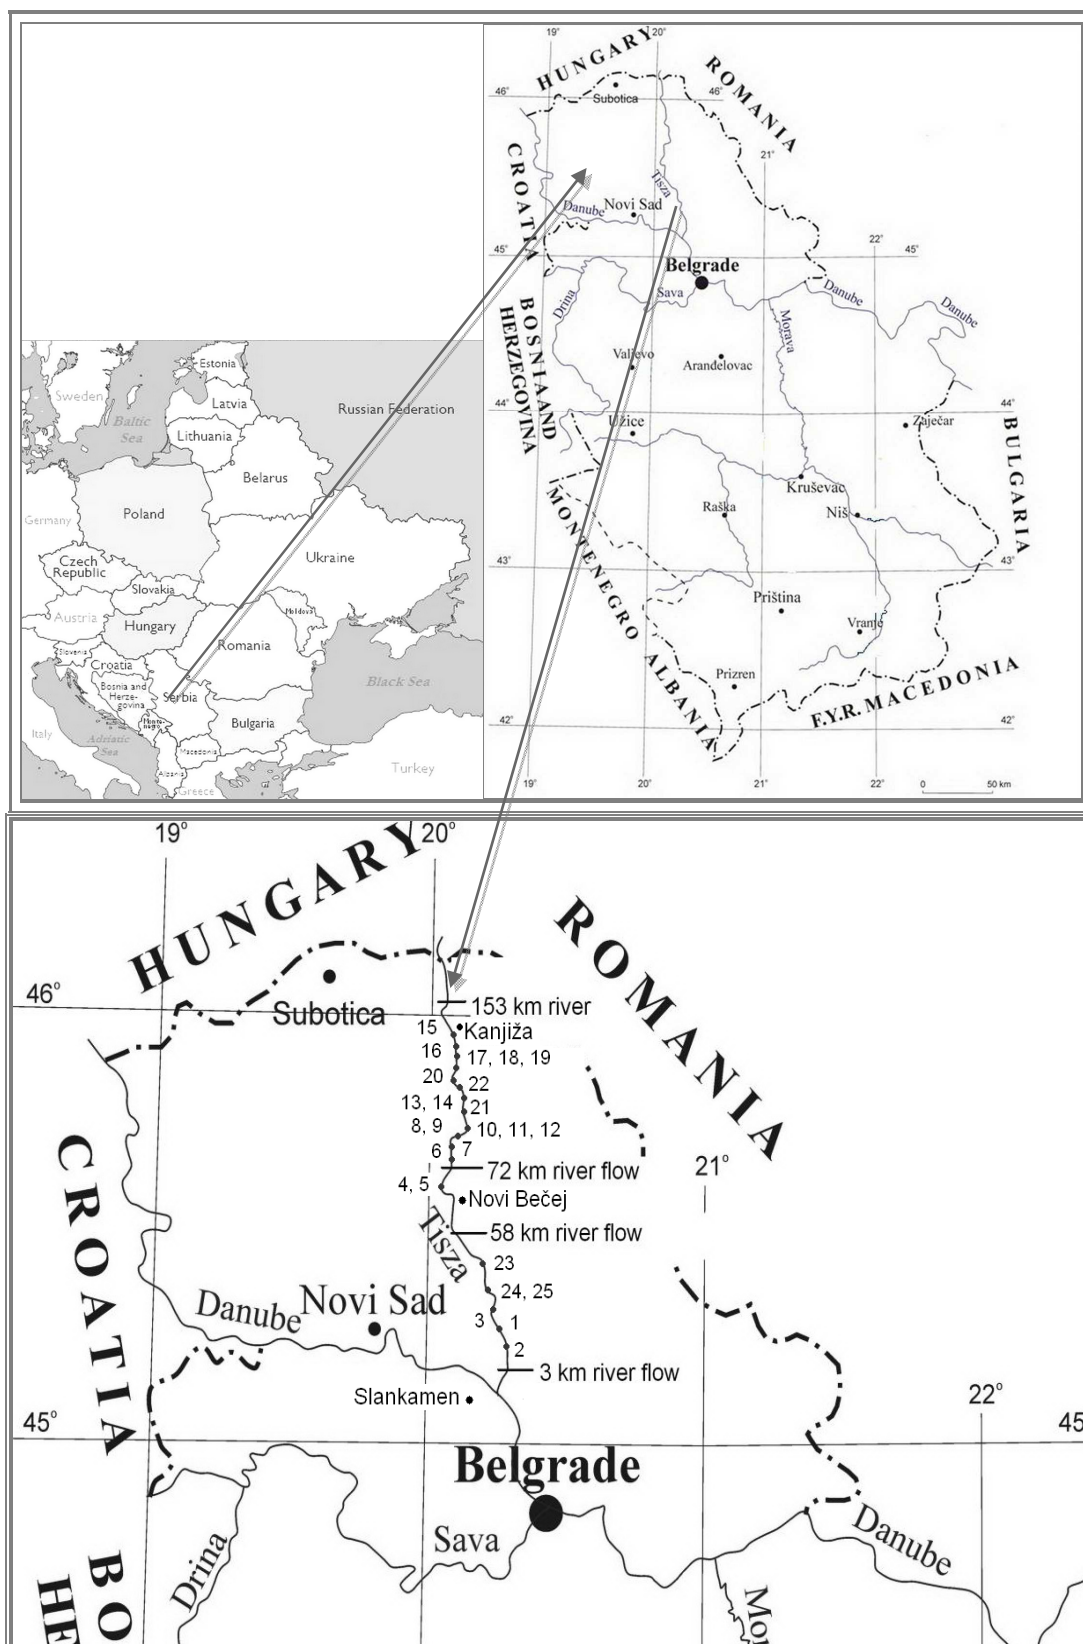 Estonia
Sweden
Latvia
Baltic
Sea
Lithuania
Russian Federation
Belarus
Poland
Germany
Ukraine
Czech
Republic
Slovakia
Austria
Hungary
Moldova
Slovenia
Romania
Croatia
Bosnia and
Herze-
govina
Serbia
Black Sea
Monte-
negro
Bulgaria
Italy
Adriatic
Sea
Macedonia
Albania
Turkey
Greece
19°
20°
HUNGARY
ROMANIA
46°
Subotica
46°
CROATIA
21°
Tisza
Danube
Novi Sad
22°
45°
45°
Belgrade
Drina
Sava
Danube
Danube
BOSNIA AND
HERZEGOVINA
Morava
Valjevo
Aranđelovac
44°
44°
Užice
Zaječar
BULGARIA
Kruševac
Raška
Niš
MONTENEGRO
43°
43°
Priština
Vranje
ALBANIA
Prizren
F.Y.R. MACEDONIA
42°
42°
19°
20°
21°
22°
0
50 km
19°
20°
HUNGARY
ROMANIA
46°
153 km river
Subotica
15
Kanjiža
16
17, 18, 19
20
22
13, 14
21
8, 9
10, 11, 12
6
7
CROATIA
72 km river flow
21°
4, 5
Novi Bečej
Tisza
58 km river flow
23
24, 25
Danube
Novi Sad
3
1
2
3 km river flow
Slankamen
22°
45°
45
Belgrade
Sava
Danube
Drina
BO
HE
Mor